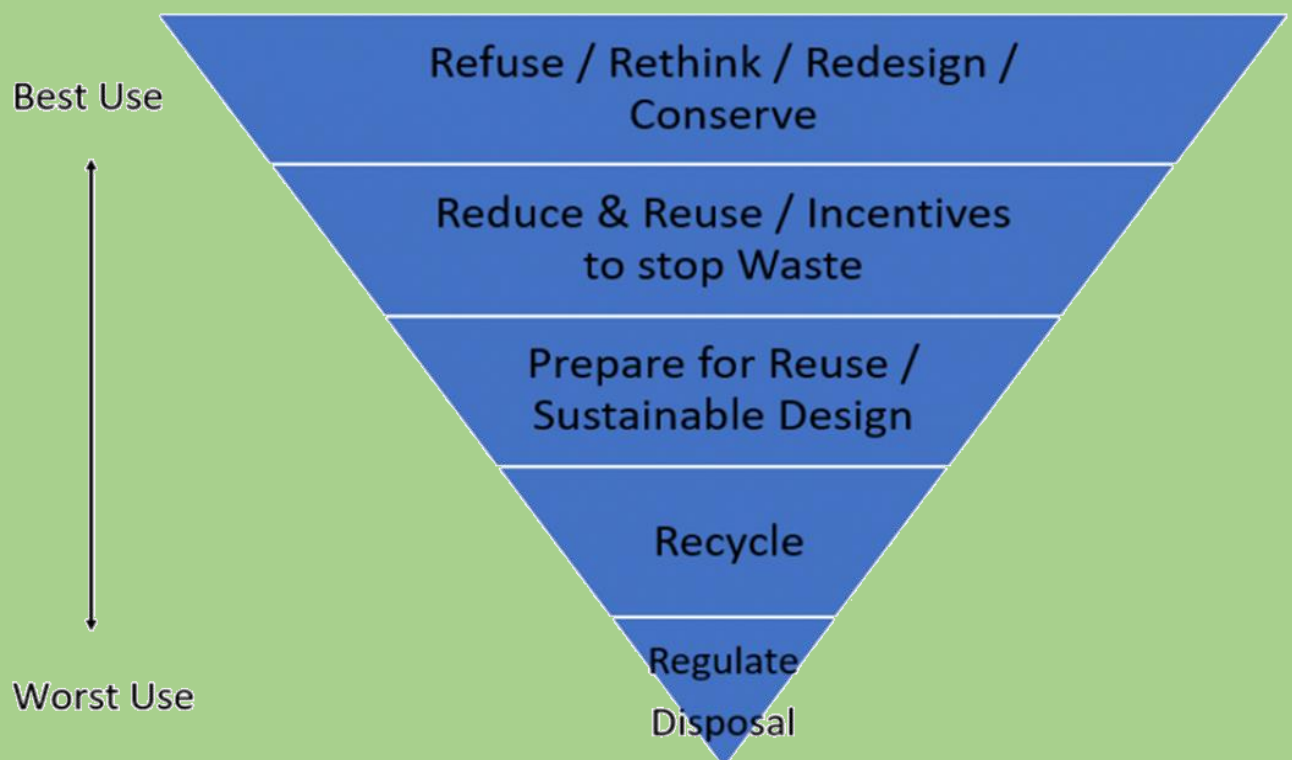 Best Use
Refuse / Rethink / Redesign /
Conserve
Reduce & Reuse / Incentives
to stop Waste
Prepare for Reuse /
Sustainable Design
Recycle
Regulate
Disposal
Worst Use